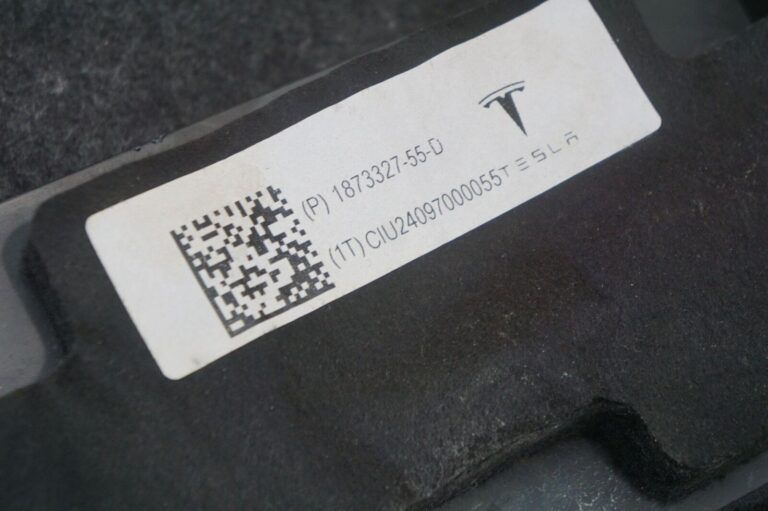 (P) 1873327-55-D
(1T) CIU24097000055
TESLA